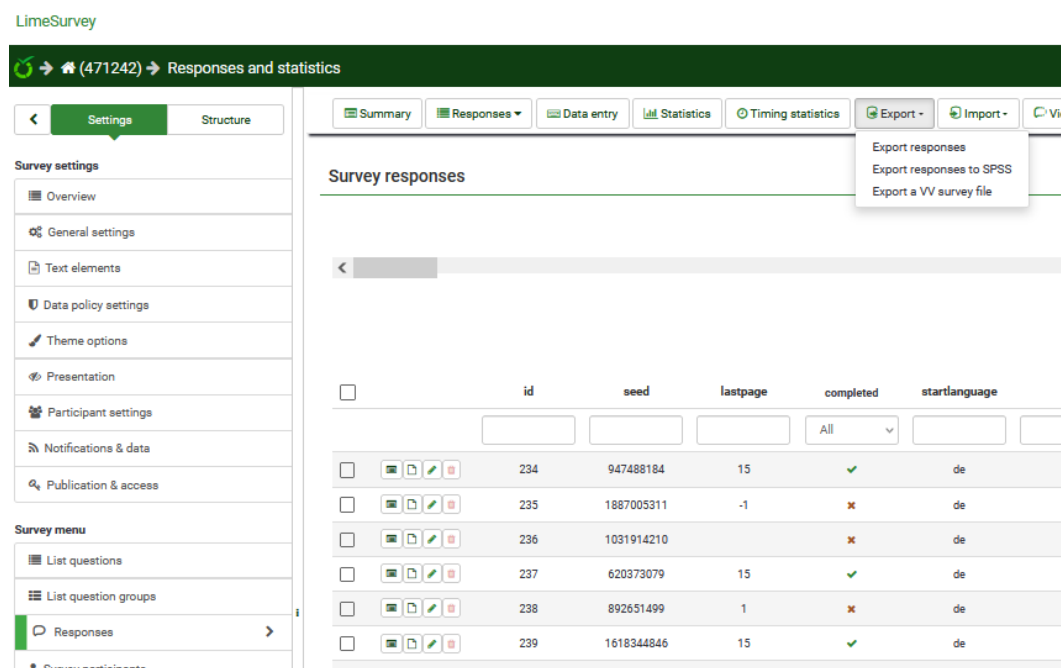 LimeSurvey
(471242) Responses and statistics
Settings Structure
Summary Responses Data entry Statistics Timing statistics Export Import
Export responses
Export responses to SPSS
Export a VV survey file
Survey settings
Overview
General settings
Text elements
Data policy settings
Theme options
Presentation
Participant settings
Notifications & data
Publication & access
Survey menu
List questions
List question groups
Responses
Survey participants
Survey responses
id seed lastpage completed startlanguage
All
234 947488184 15 de
235 1887005311 -1 de
236 1031914210 de
237 620373079 15 de
238 892651499 1 de
239 1618344846 15 de